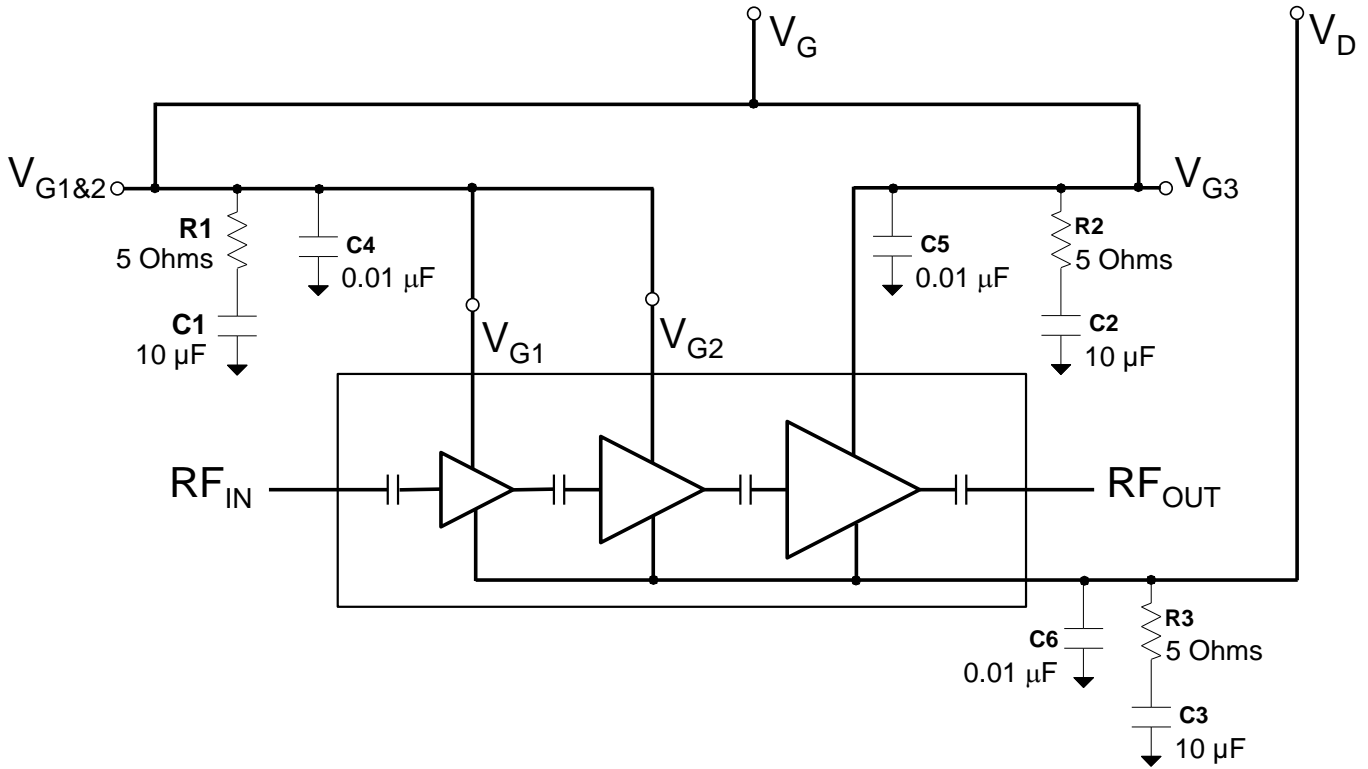 V_G
V_D
V_G1&2
V_G3
R1
5 Ohms
C4
0.01 μF
C5
0.01 μF
R2
5 Ohms
C1
10 µF
V_G1
V_G2
C2
10 µF
RF_IN
RF_OUT
C6
0.01 μF
R3
5 Ohms
C3
10 µF